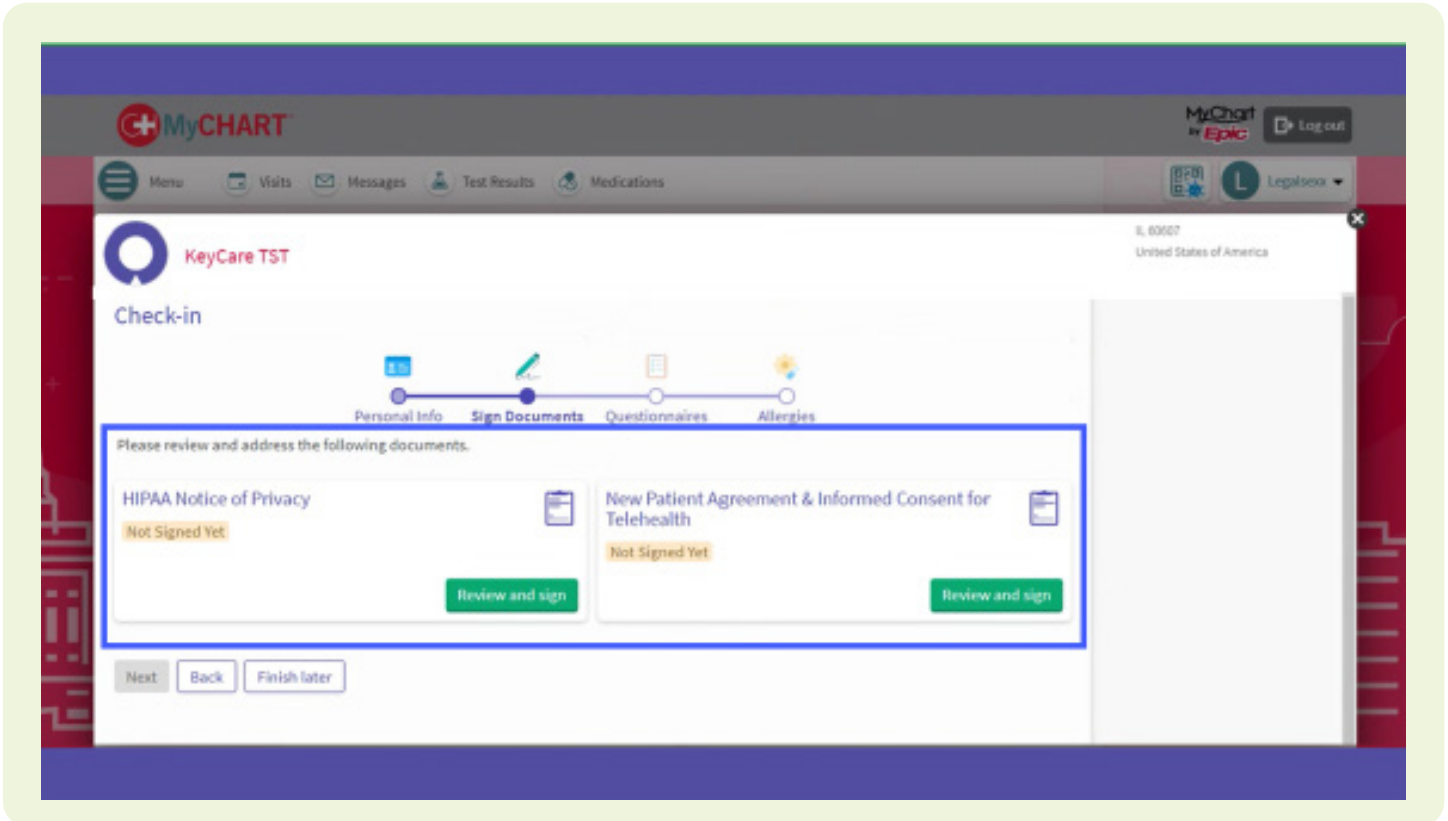 MyCHART
MyChart
by Epic
Log out
Menu Visits Messages Test Results Medications
L
KeyCare TST
IL 60607
United States of America
Check-in
Personal Info Sign Documents Questionnaires Allergies
Please review and address the following documents.
HIPAA Notice of Privacy
Not Signed Yet
Review and sign
New Patient Agreement & Informed Consent for
Telehealth
Not Signed Yet
Review and sign
Next Back Finish later